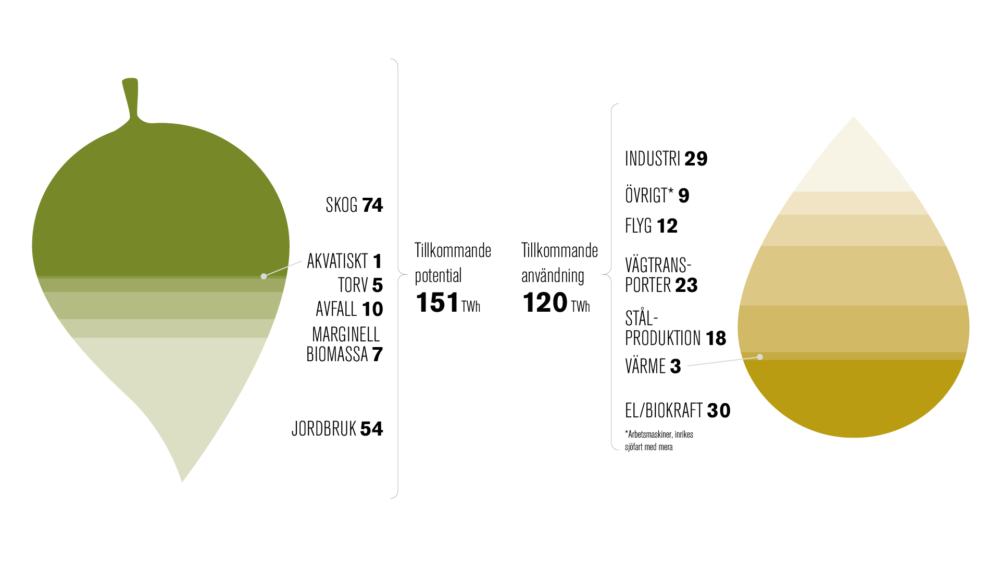 SKOG 74
AKVATISKT 1
TORV 5
AVFALL 10
MARGINELL
BIOMASSA 7
JORDBRUK 54
Tillkommande
potential
151 TWh
Tillkommande
användning
120 TWh
INDUSTRI 29
ÖVRIGT* 9
FLYG 12
VÄGTRANS-
PORTER 23
STÅL-
PRODUKTION 18
VÄRME 3
EL/BIOKRAFT 30
*Arbetsmaskiner, inrikes
sjöfart med mera